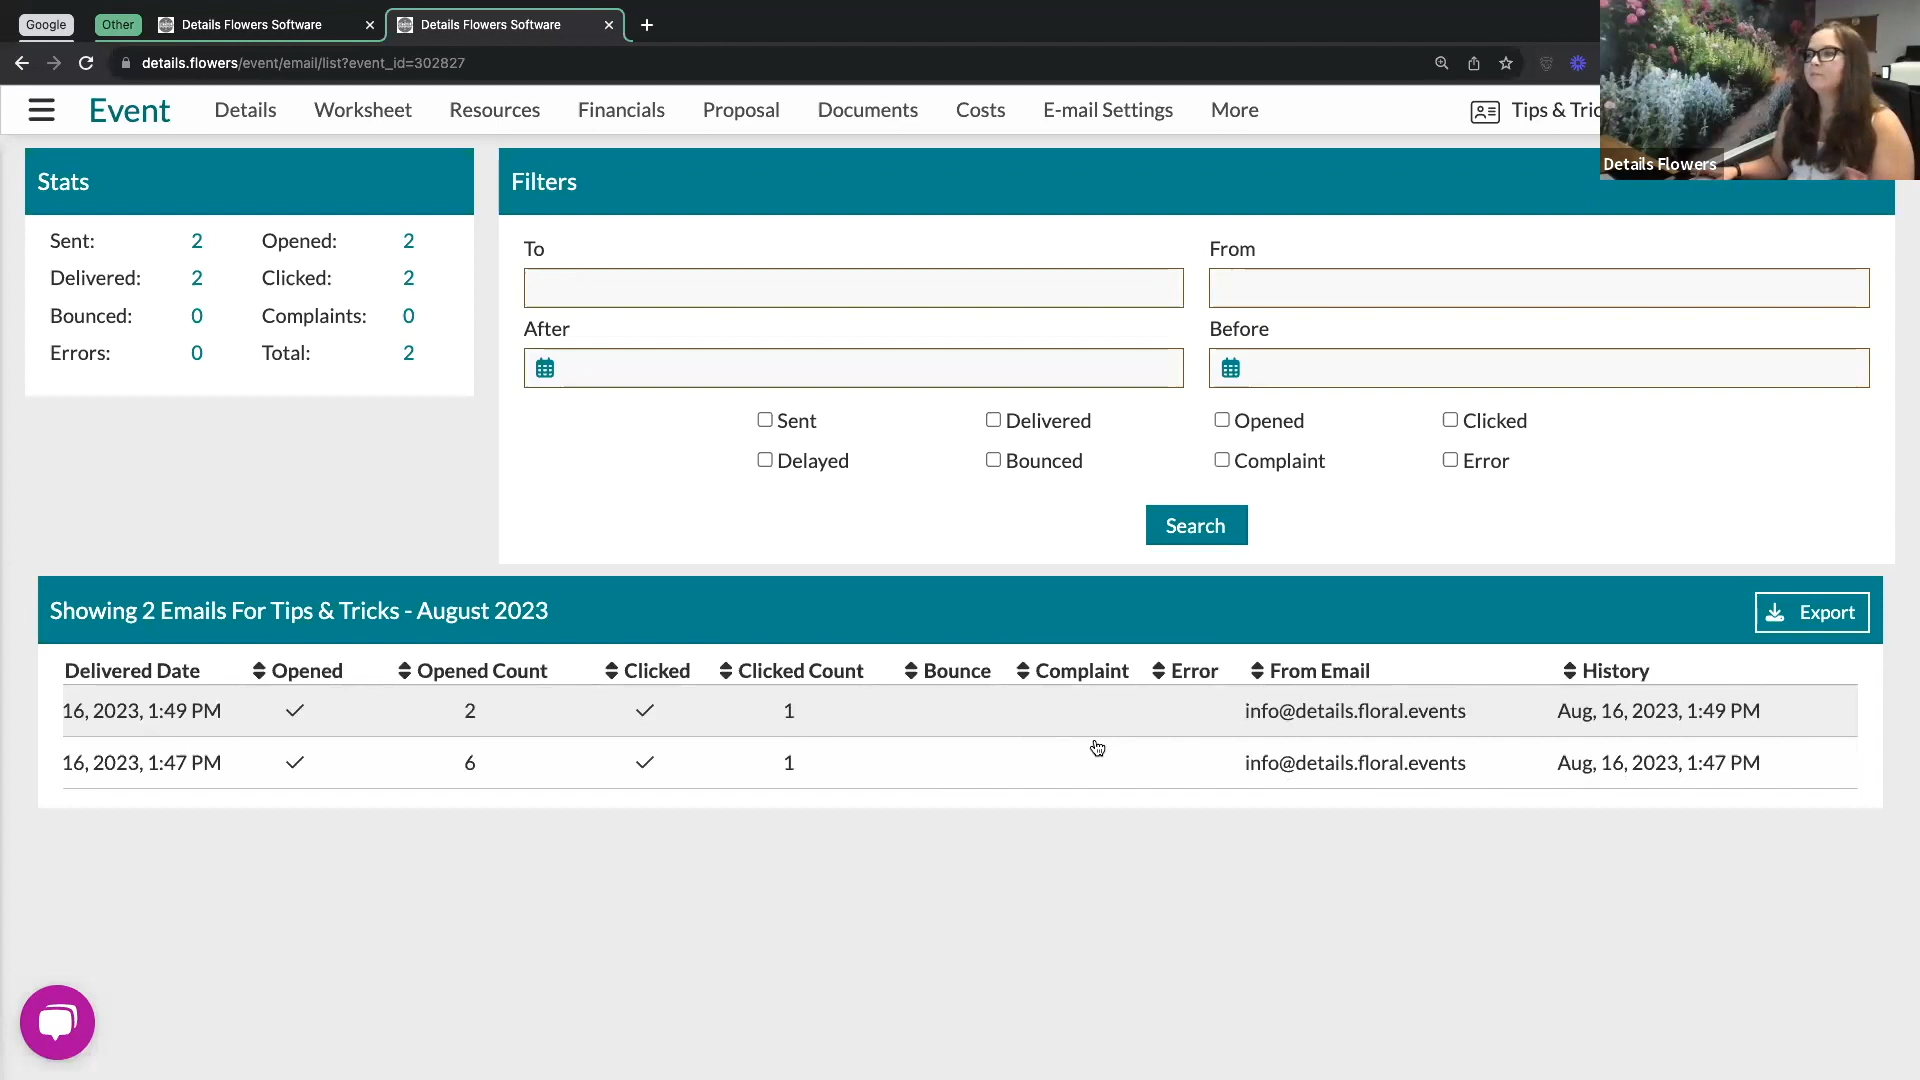 Google
Other
Details Flowers Software
Details Flowers Software
details.flowers/event/email/list?event_id=302827
Event
Details
Worksheet
Resources
Financials
Proposal
Documents
Costs
E-mail Settings
More
Tips & Tric
Details Flowers
Stats
Sent: 2 Opened: 2
Delivered: 2 Clicked: 2
Bounced: 0 Complaints: 0
Errors: 0 Total: 2
Filters
To
From
After
Before
Sent Delivered Opened Clicked
Delayed Bounced Complaint Error
Search
Showing 2 Emails For Tips & Tricks - August 2023
Export
Delivered Date Opened Opened Count Clicked Clicked Count Bounce Complaint Error From Email History
16, 2023, 1:49 PM 2 1 info@details.floral.events Aug, 16, 2023, 1:49 PM
16, 2023, 1:47 PM 6 1 info@details.floral.events Aug, 16, 2023, 1:47 PM